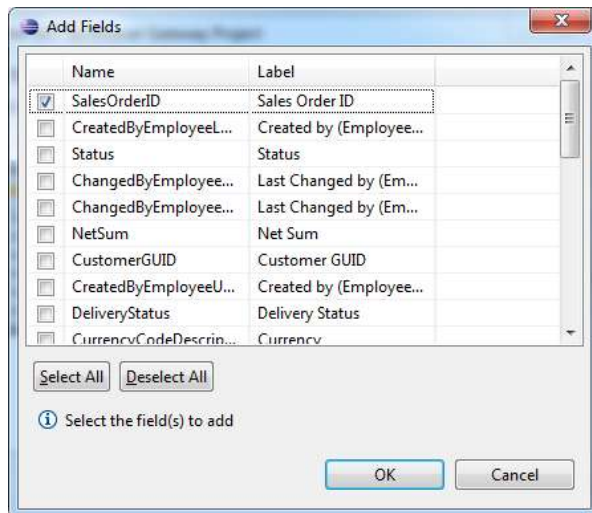 Add Fields
Name Label
SalesOrderID Sales Order ID
CreatedByEmployeeL... Created by (Employee...
Status Status
ChangedByEmployee... Last Changed by (Em...
ChangedByEmployee... Last Changed by (Em...
NetSum Net Sum
CustomerGUID Customer GUID
CreatedByEmployeeU... Created by (Employee...
DeliveryStatus Delivery Status
CurrencyCodeDescrip... Currency
Select All Deselect All
Select the field(s) to add
OK Cancel